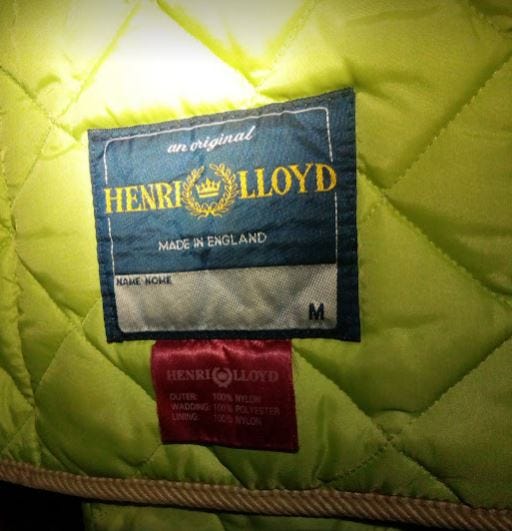 an original
HENRI LLOYD
MADE IN ENGLAND
NAME NOME
M
HENRI LLOYD
OUTER: 100% NYLON
WADDING: 100% POLYESTER
LINING: 100% NYLON